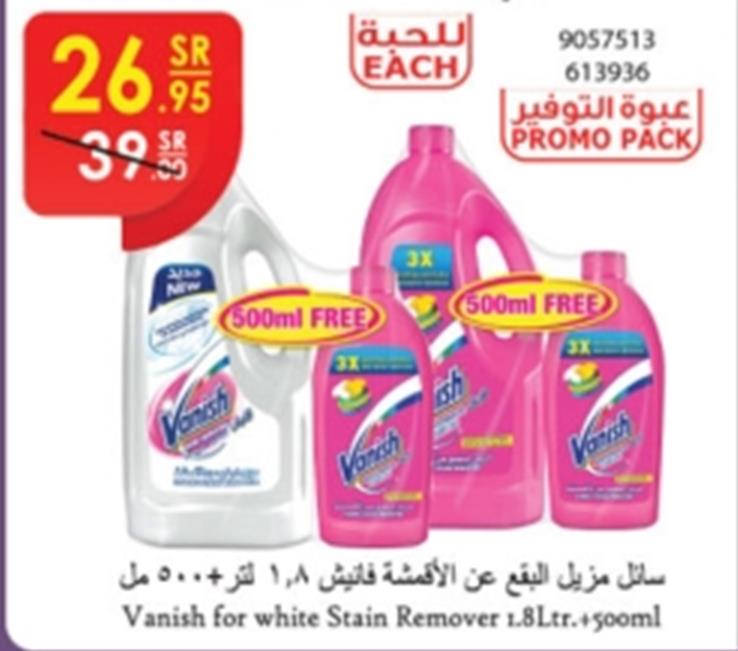 26.95 SR
39.00 SR
للحبة
EACH
9057513
613936
عبوة التوفير
PROMO PACK
جديد
NEW
Vanish
500ml FREE
3X
Vanish
3X
500ml FREE
3X
Vanish
سائل مزيل البقع عن الأقمشة فانيش ١,٨ لتر+٥٠٠ مل
Vanish for white Stain Remover 1.8Ltr.+500ml